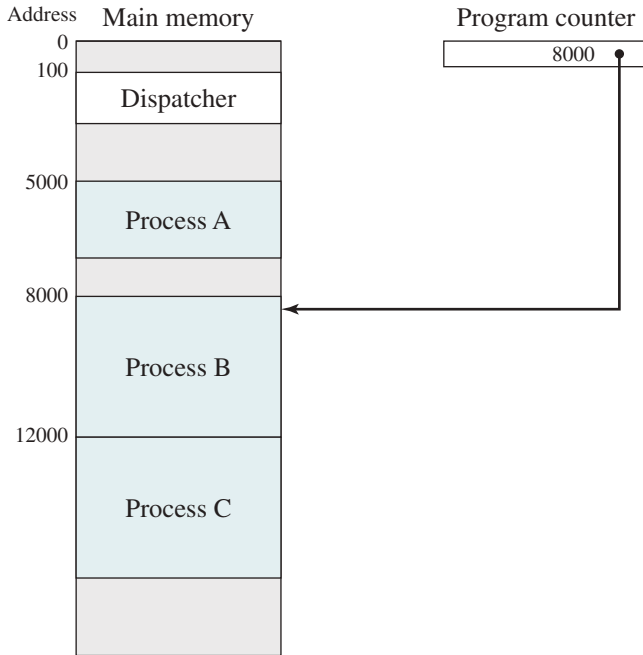 Address
Main memory
Program counter
0
8000
100
Dispatcher
5000
Process A
8000
Process B
12000
Process C